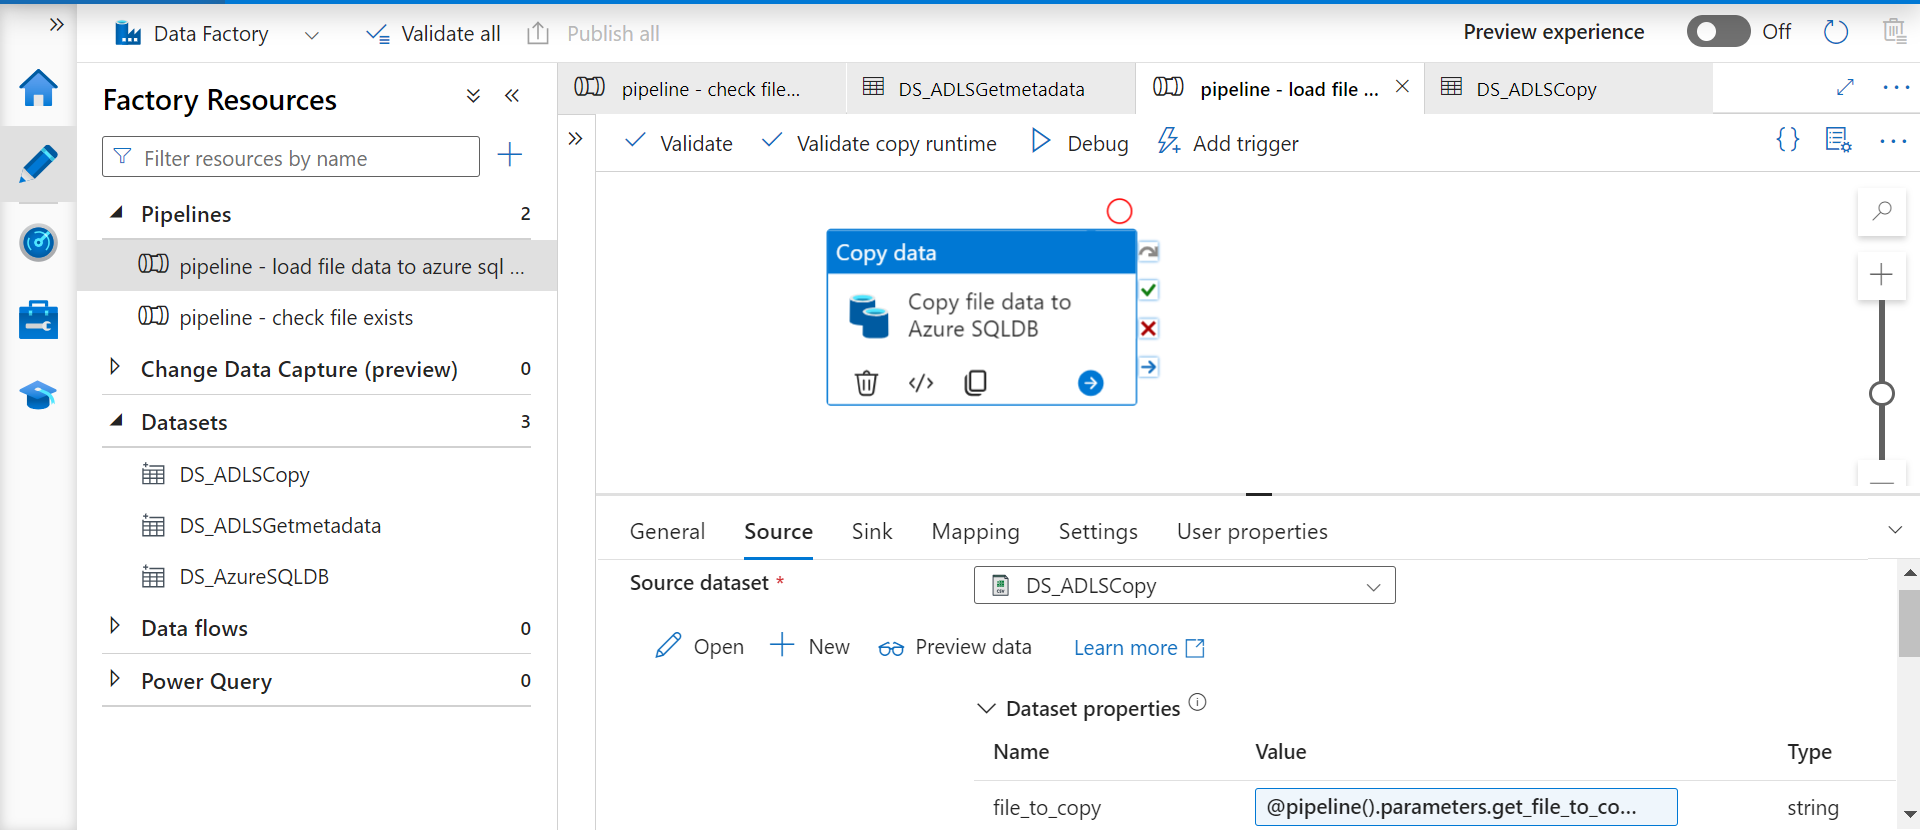 Data Factory
Validate all
Publish all
Preview experience
Off
Factory Resources
Filter resources by name
Pipelines
2
pipeline - load file data to azure sql ...
pipeline - check file exists
Change Data Capture (preview)
0
Datasets
3
DS_ADLSCopy
DS_ADLSGetmetadata
DS_AzureSQLDB
Data flows
0
Power Query
0
pipeline - check file...
DS_ADLSGetmetadata
pipeline - load file ...
DS_ADLSCopy
Validate
Validate copy runtime
Debug
Add trigger
Copy data
Copy file data to
Azure SQLDB
General
Source
Sink
Mapping
Settings
User properties
Source dataset *
DS_ADLSCopy
Open
New
Preview data
Learn more
Dataset properties
Name
Value
Type
file_to_copy
@pipeline().parameters.get_file_to_co...
string